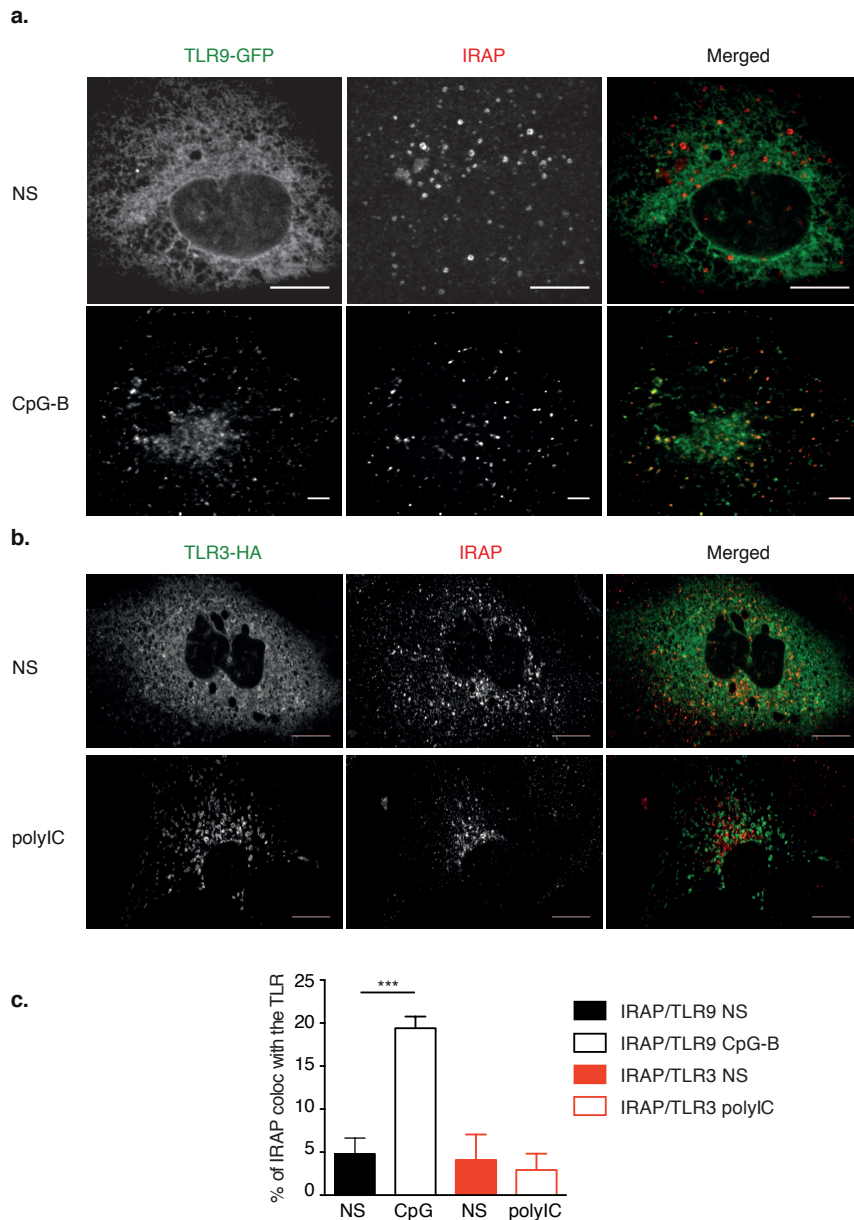 a.
TLR9-GFP IRAP Merged
NS
CpG-B
b.
TLR3-HA IRAP Merged
NS
polyIC
c.
% of IRAP coloc with the TLR
25
20
15
10
5
0
***
NS CpG NS polyIC
IRAP/TLR9 NS
IRAP/TLR9 CpG-B
IRAP/TLR3 NS
IRAP/TLR3 polyIC